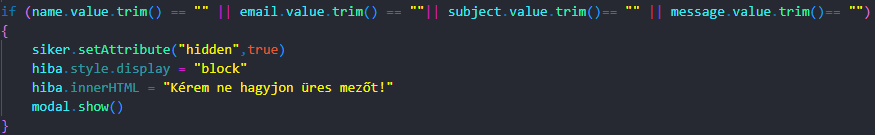 if (name.value.trim() == "" || email.value.trim() == ""|| subject.value.trim()== "" || message.value.trim()== "")
{
    siker.setAttribute("hidden",true)
    hiba.style.display = "block"
    hiba.innerHTML = "Kérem ne hagyjon üres mezőt!"
    modal.show()
}